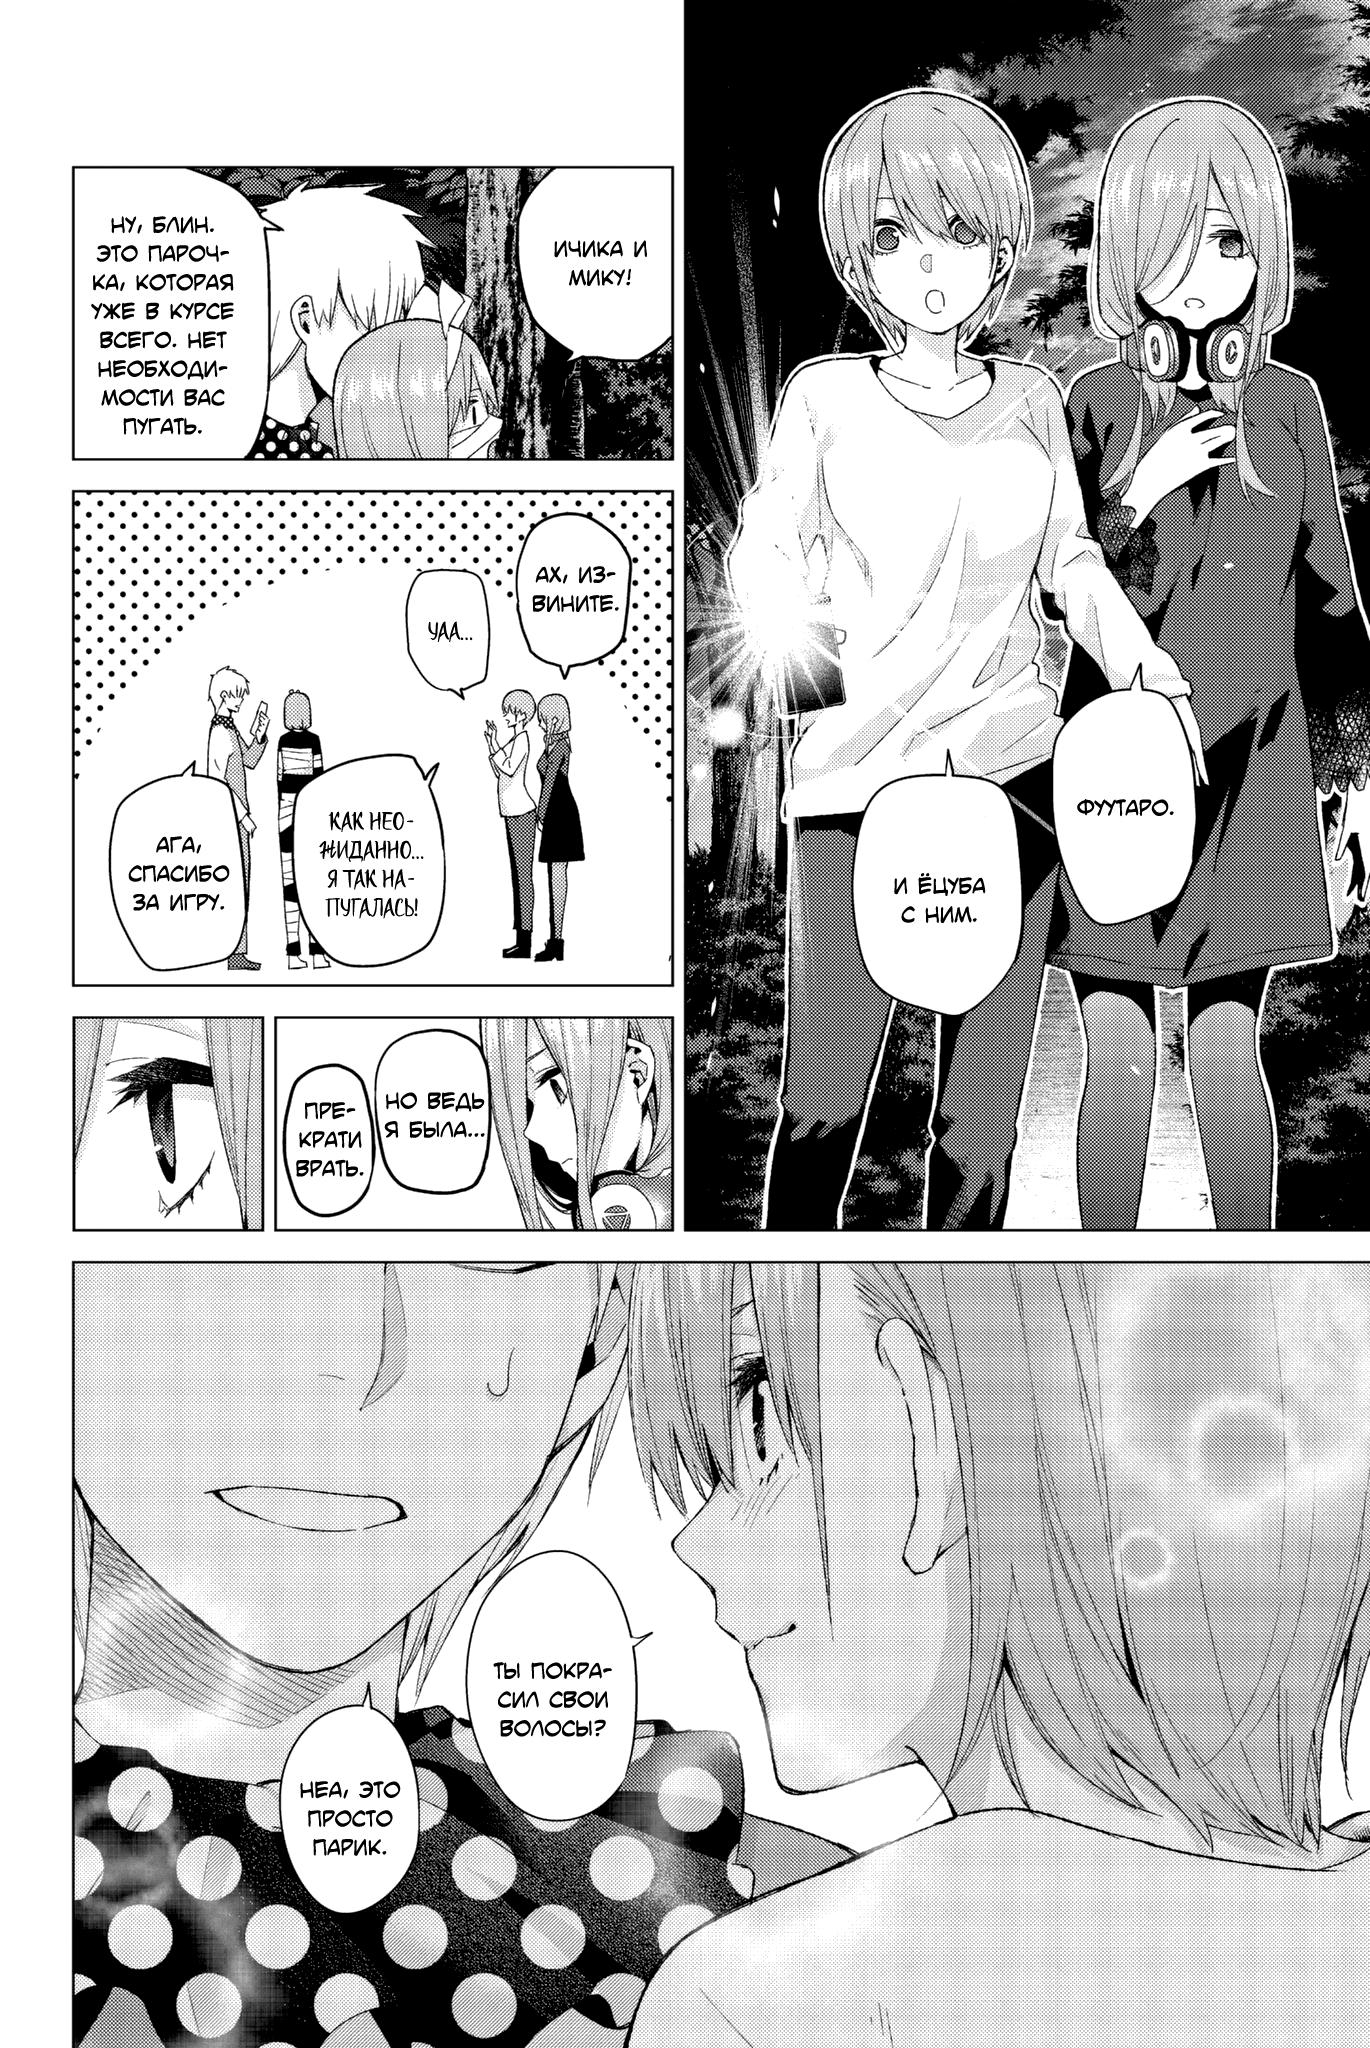 ФУУТАРО.
И ЁЦУБА
С НИМ.
ИЧИКА И
МИКУ!
НУ, БЛИН.
ЭТО ПАРОЧ-
КА, КОТОРАЯ
УЖЕ В КУРСЕ
ВСЕГО. НЕТ
НЕОБХОДИ-
МОСТИ ВАС
ПУГАТЬ.
АХ, ИЗ-
ВИНИТЕ.
УАА...
КАК НЕО-
ЖИДАННО...
Я ТАК НА-
ПУГАЛАСЬ!
АГА,
СПАСИБО
ЗА ИГРУ.
НО ВЕДЬ
Я БЫЛА...
ПРЕ-
КРАТИ
ВРАТЬ.
ТЫ ПОКРА-
СИЛ СВОИ
ВОЛОСЫ?
НЕА, ЭТО
ПРОСТО
ПАРИК.